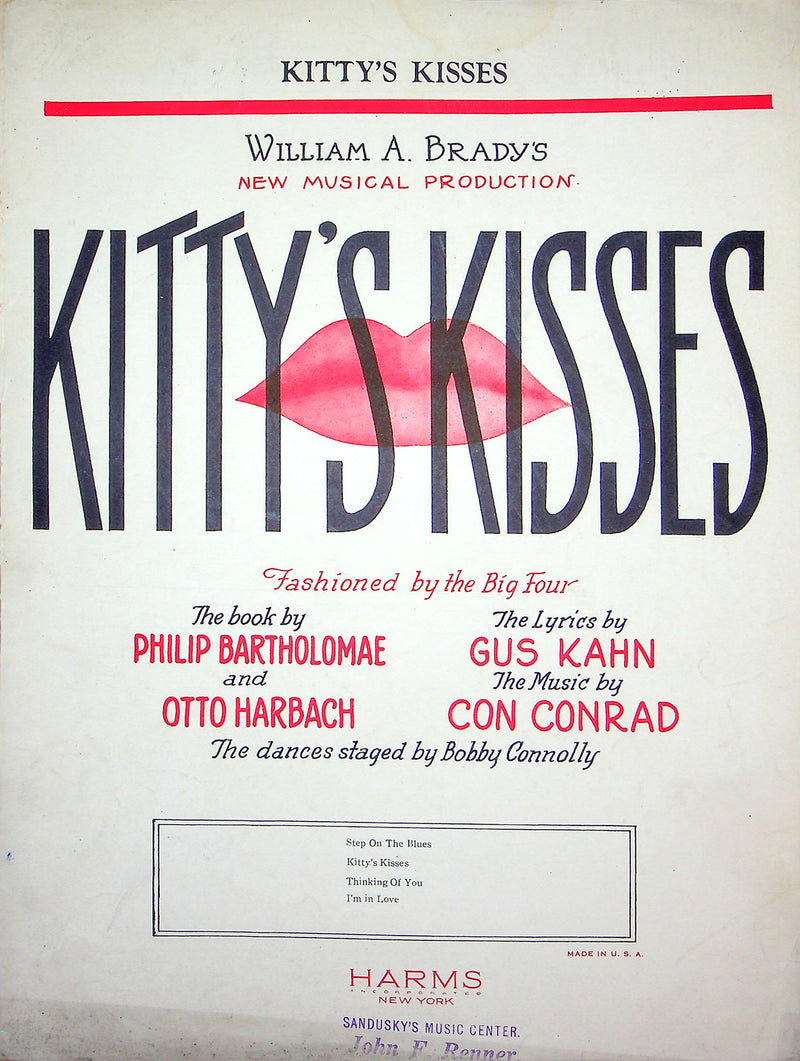 KITTY'S KISSES
WILLIAM A. BRADY'S
NEW MUSICAL PRODUCTION
KITTY'S KISSES
Fashioned by the Big Four
The book by
PHILIP BARTHOLOMAE
and
OTTO HARBACH
The Lyrics by
GUS KAHN
The Music by
CON CONRAD
The dances staged by Bobby Connolly
Step On The Blues
Kitty's Kisses
Thinking Of You
I'm in Love
MADE IN U. S. A.
HARMS
INCORPORATED
NEW YORK
SANDUSKY'S MUSIC CENTER.
John F. Renner